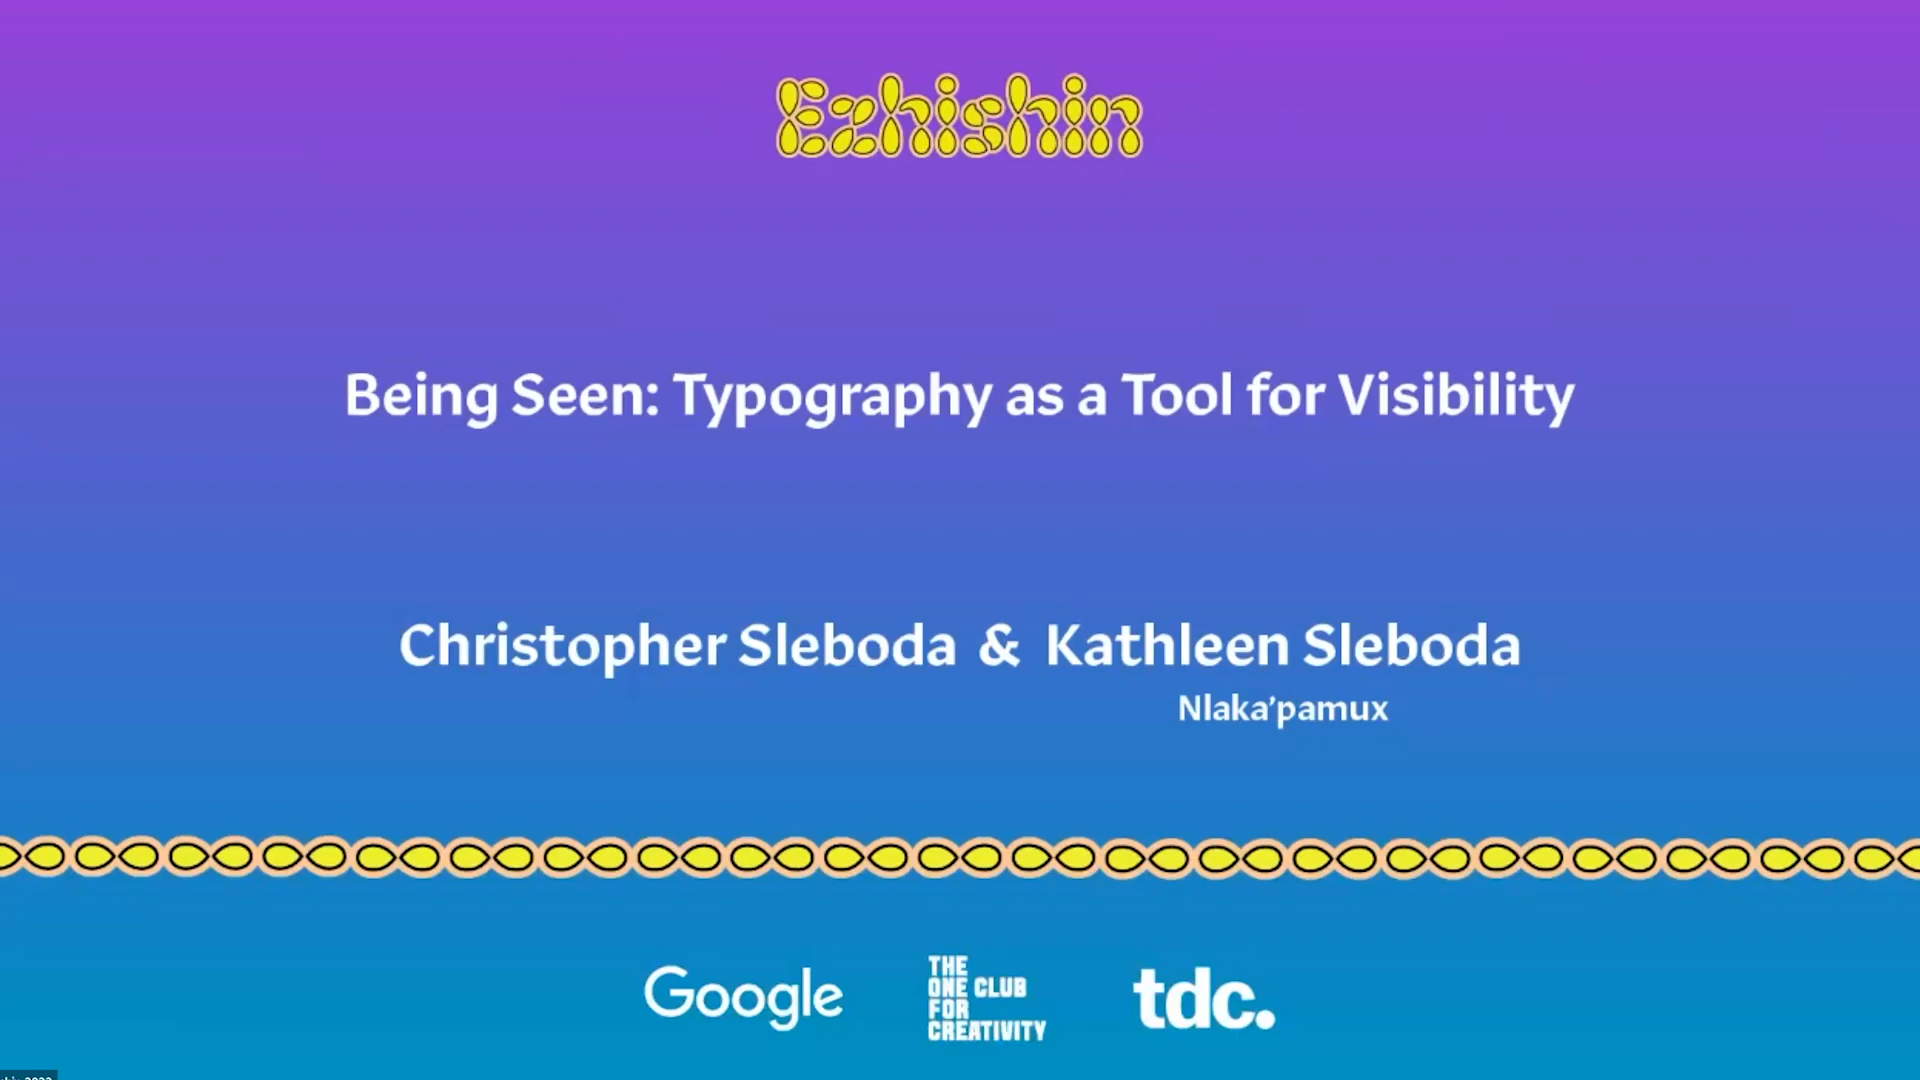 Ezhishin
Being Seen: Typography as a Tool for Visibility
Christopher Sleboda & Kathleen Sleboda
Nlaka’pamux
Google
THE
ONE CLUB
FOR
CREATIVITY
tdc.